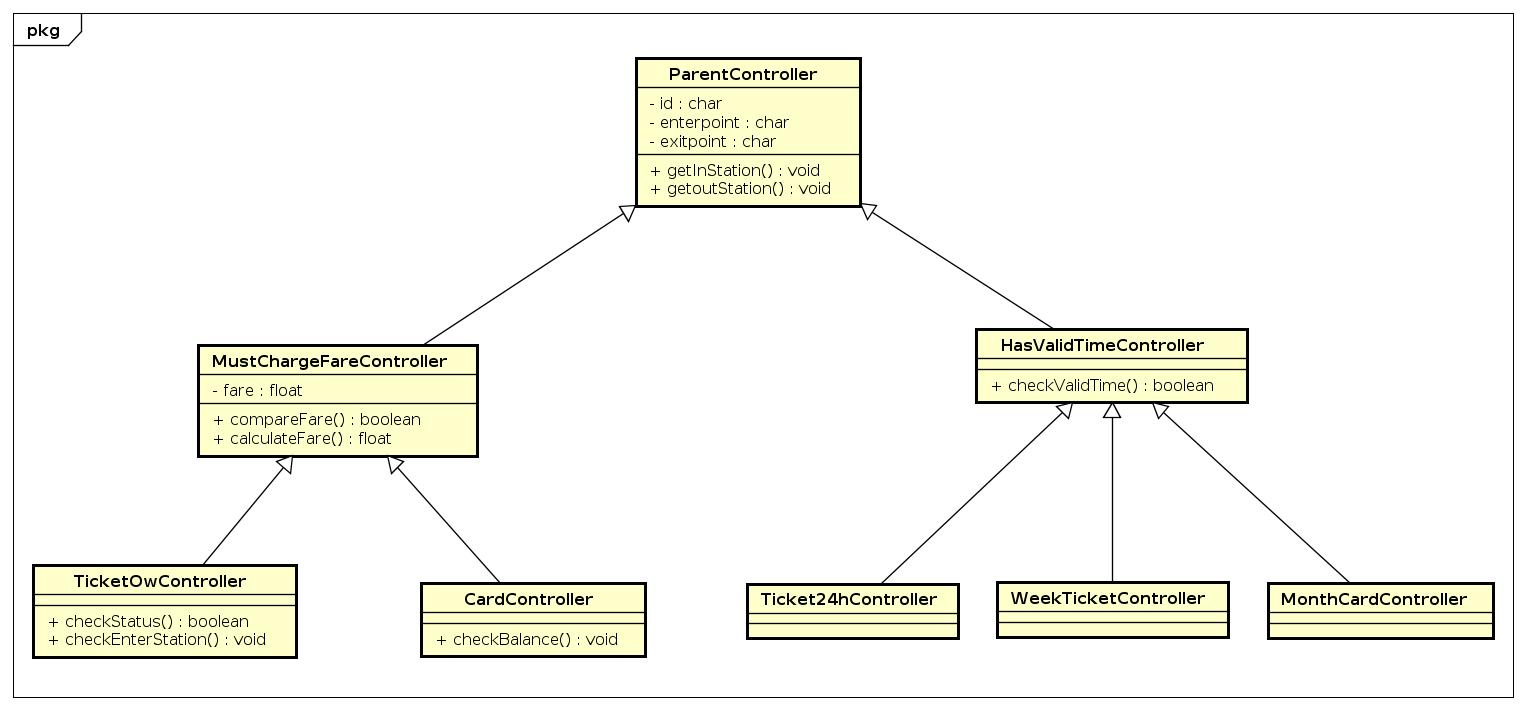 pkg
ParentController
- id : char
- enterpoint : char
- exitpoint : char
+ getInStation() : void
+ getoutStation() : void
MustChargeFareController
- fare : float
+ compareFare() : boolean
+ calculateFare() : float
HasValidTimeController
+ checkValidTime() : boolean
TicketOwController
+ checkStatus() : boolean
+ checkEnterStation() : void
CardController
+ checkBalance() : void
Ticket24hController
WeekTicketController
MonthCardController